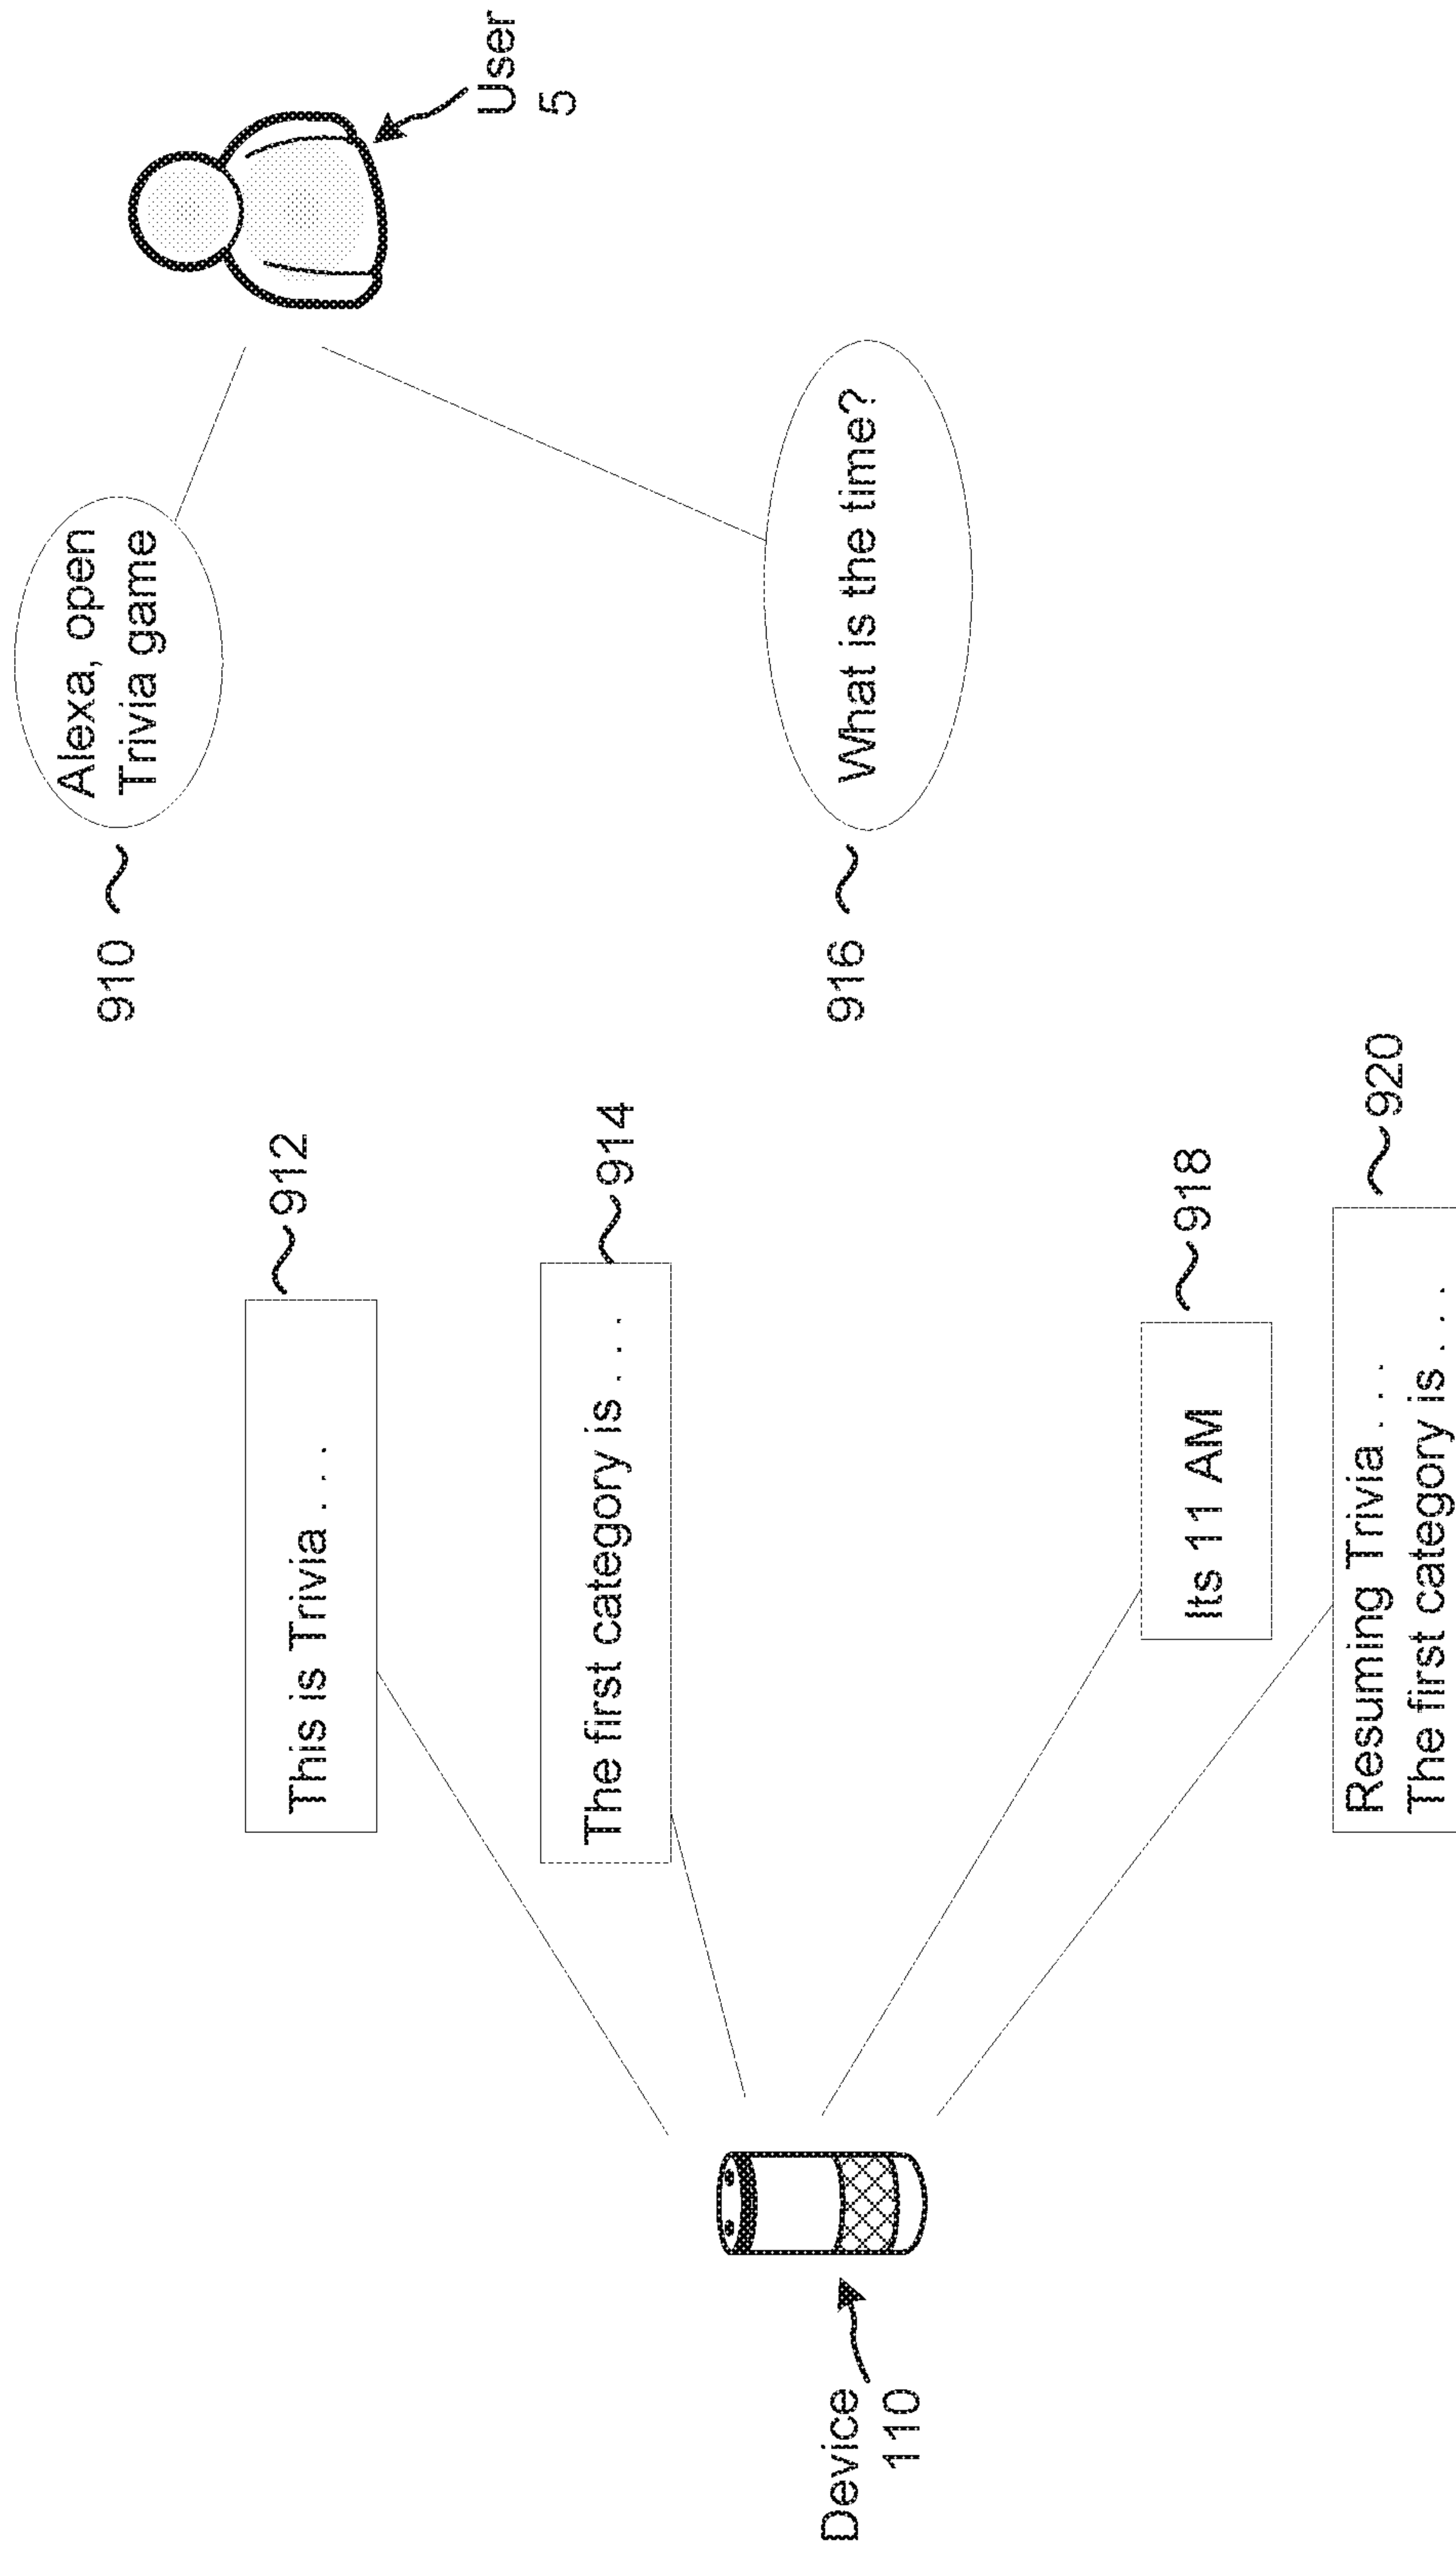 Alexa, open
Trivia game
910
User
5
This is Trivia . . .
912
The first category is . . .
914
What is the time?
916
Device
110
Its 11 AM
918
Resuming Trivia . . .
The first category is . . .
920